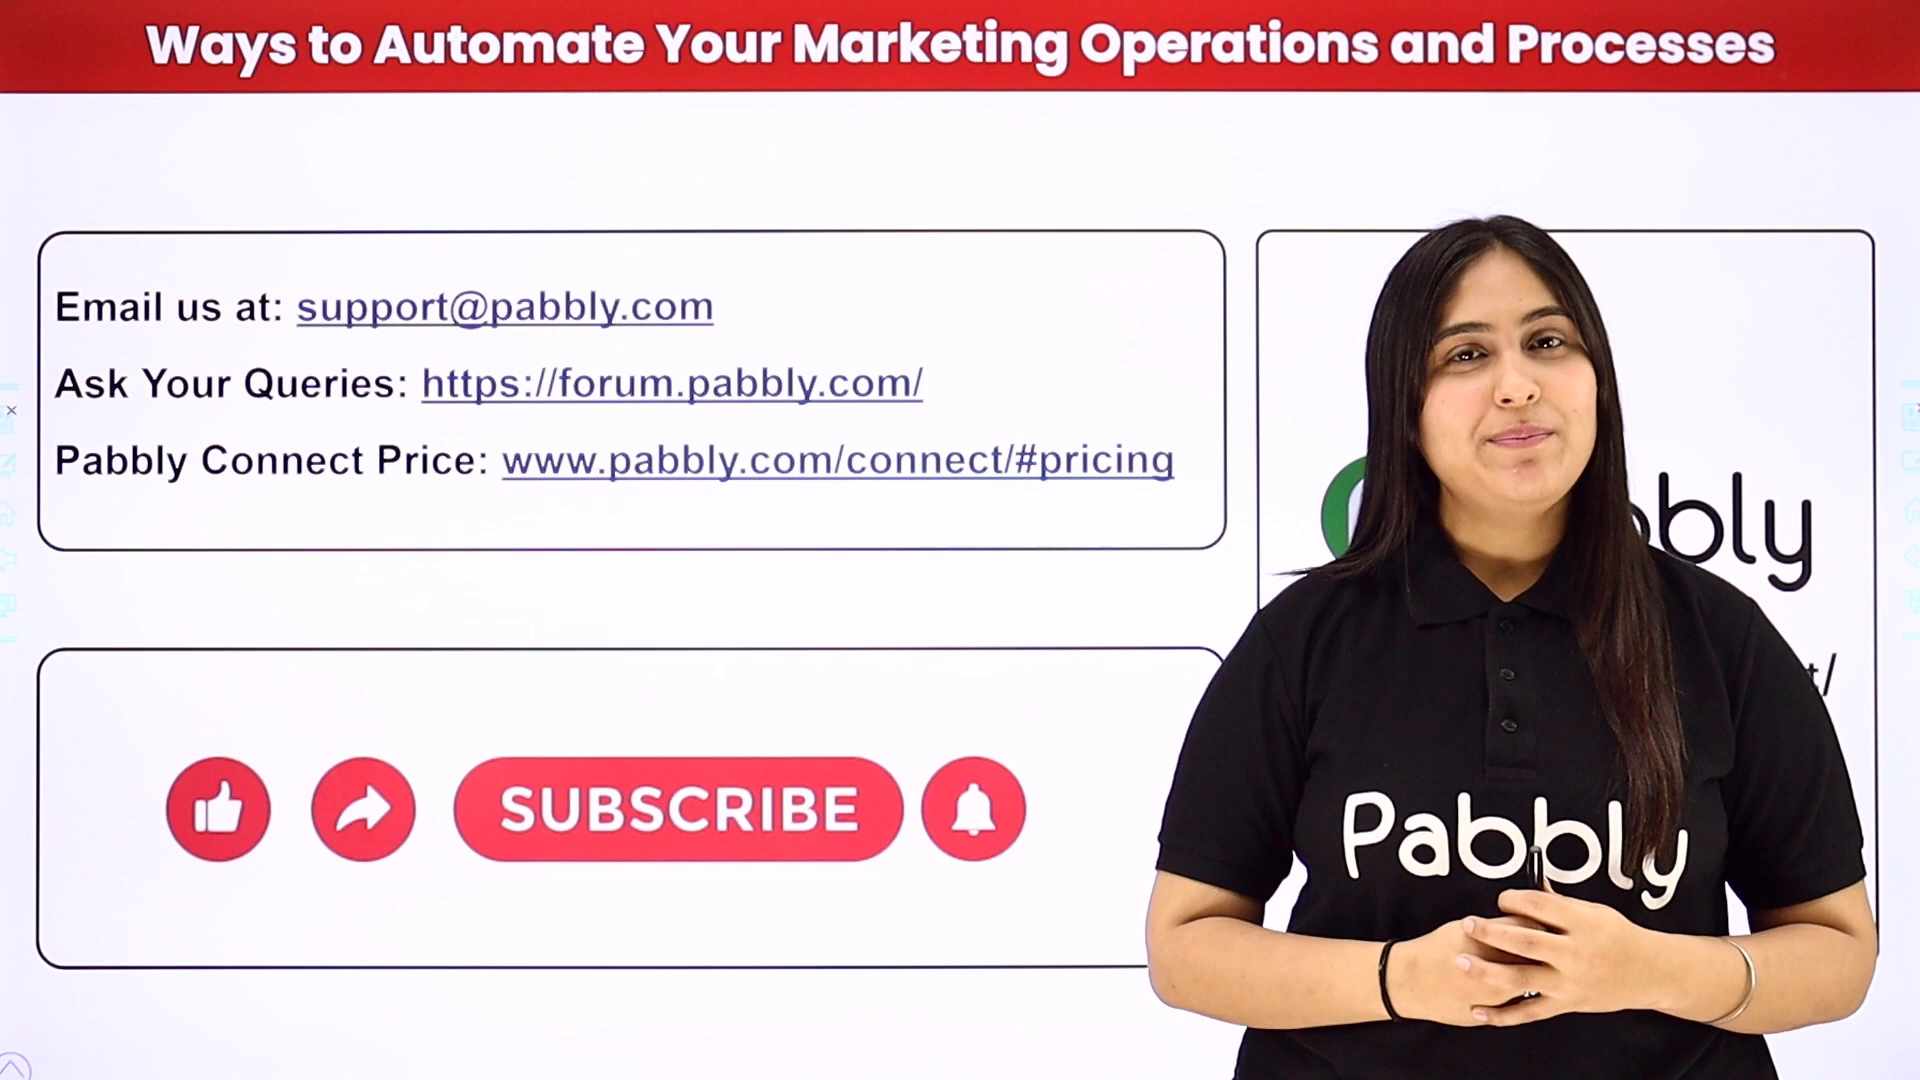 Ways to Automate Your Marketing Operations and Processes
Email us at: support@pabbly.com
Ask Your Queries: https://forum.pabbly.com/
Pabbly Connect Price: www.pabbly.com/connect/#pricing
bbly
t/
SUBSCRIBE
Pabbly